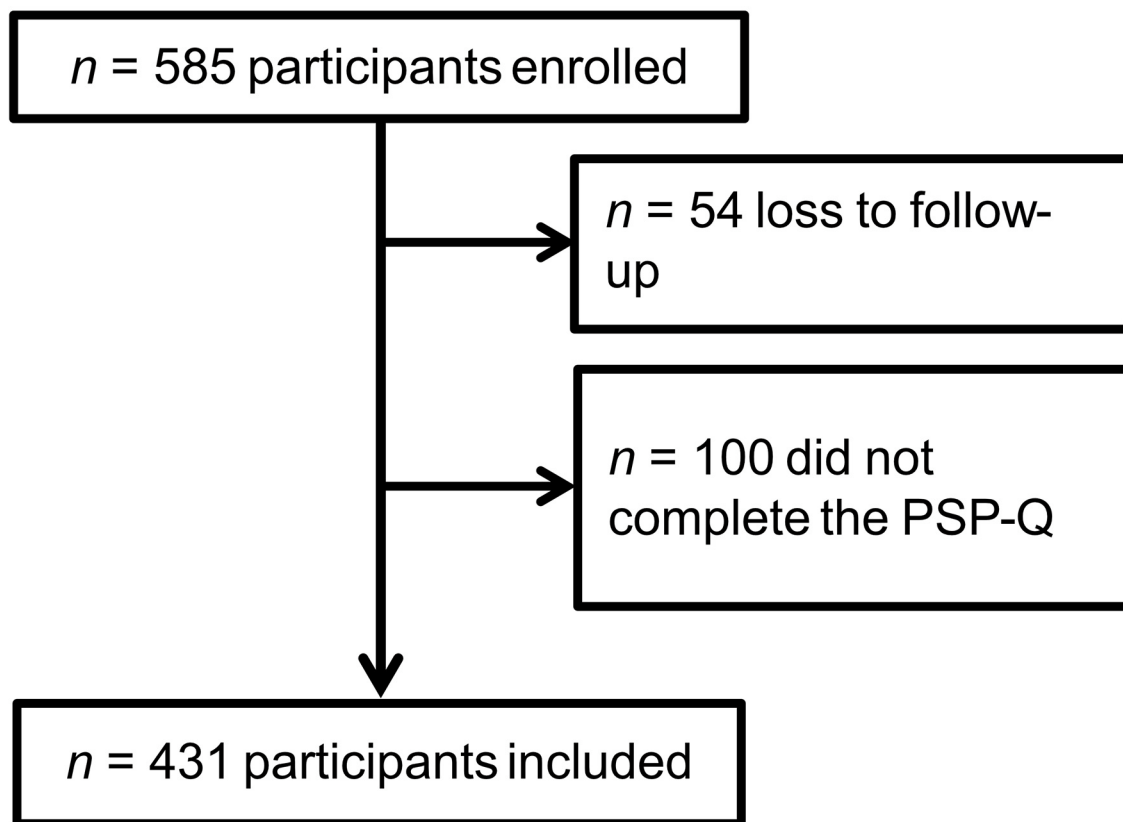 n = 585 participants enrolled
n = 54 loss to follow-
up
n = 100 did not
complete the PSP-Q
n = 431 participants included